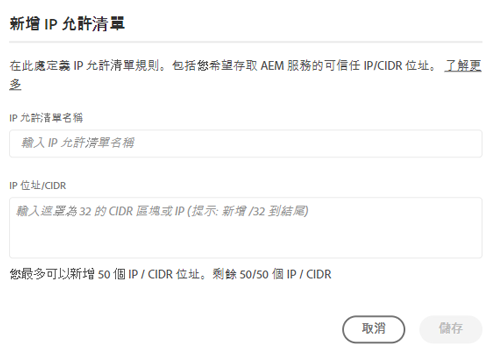 新增 IP 允許清單
在此處定義 IP 允許清單規則。包括您希望存取 AEM 服務的可信任 IP/CIDR 位址。 了解更
多
IP 允許清單名稱
輸入 IP 允許清單名稱
IP 位址/CIDR
輸入遮罩為 32 的 CIDR 區塊或 IP (提示: 新增 /32 到結尾)
您最多可以新增 50 個 IP / CIDR 位址。剩餘 50/50 個 IP / CIDR
取消 儲存